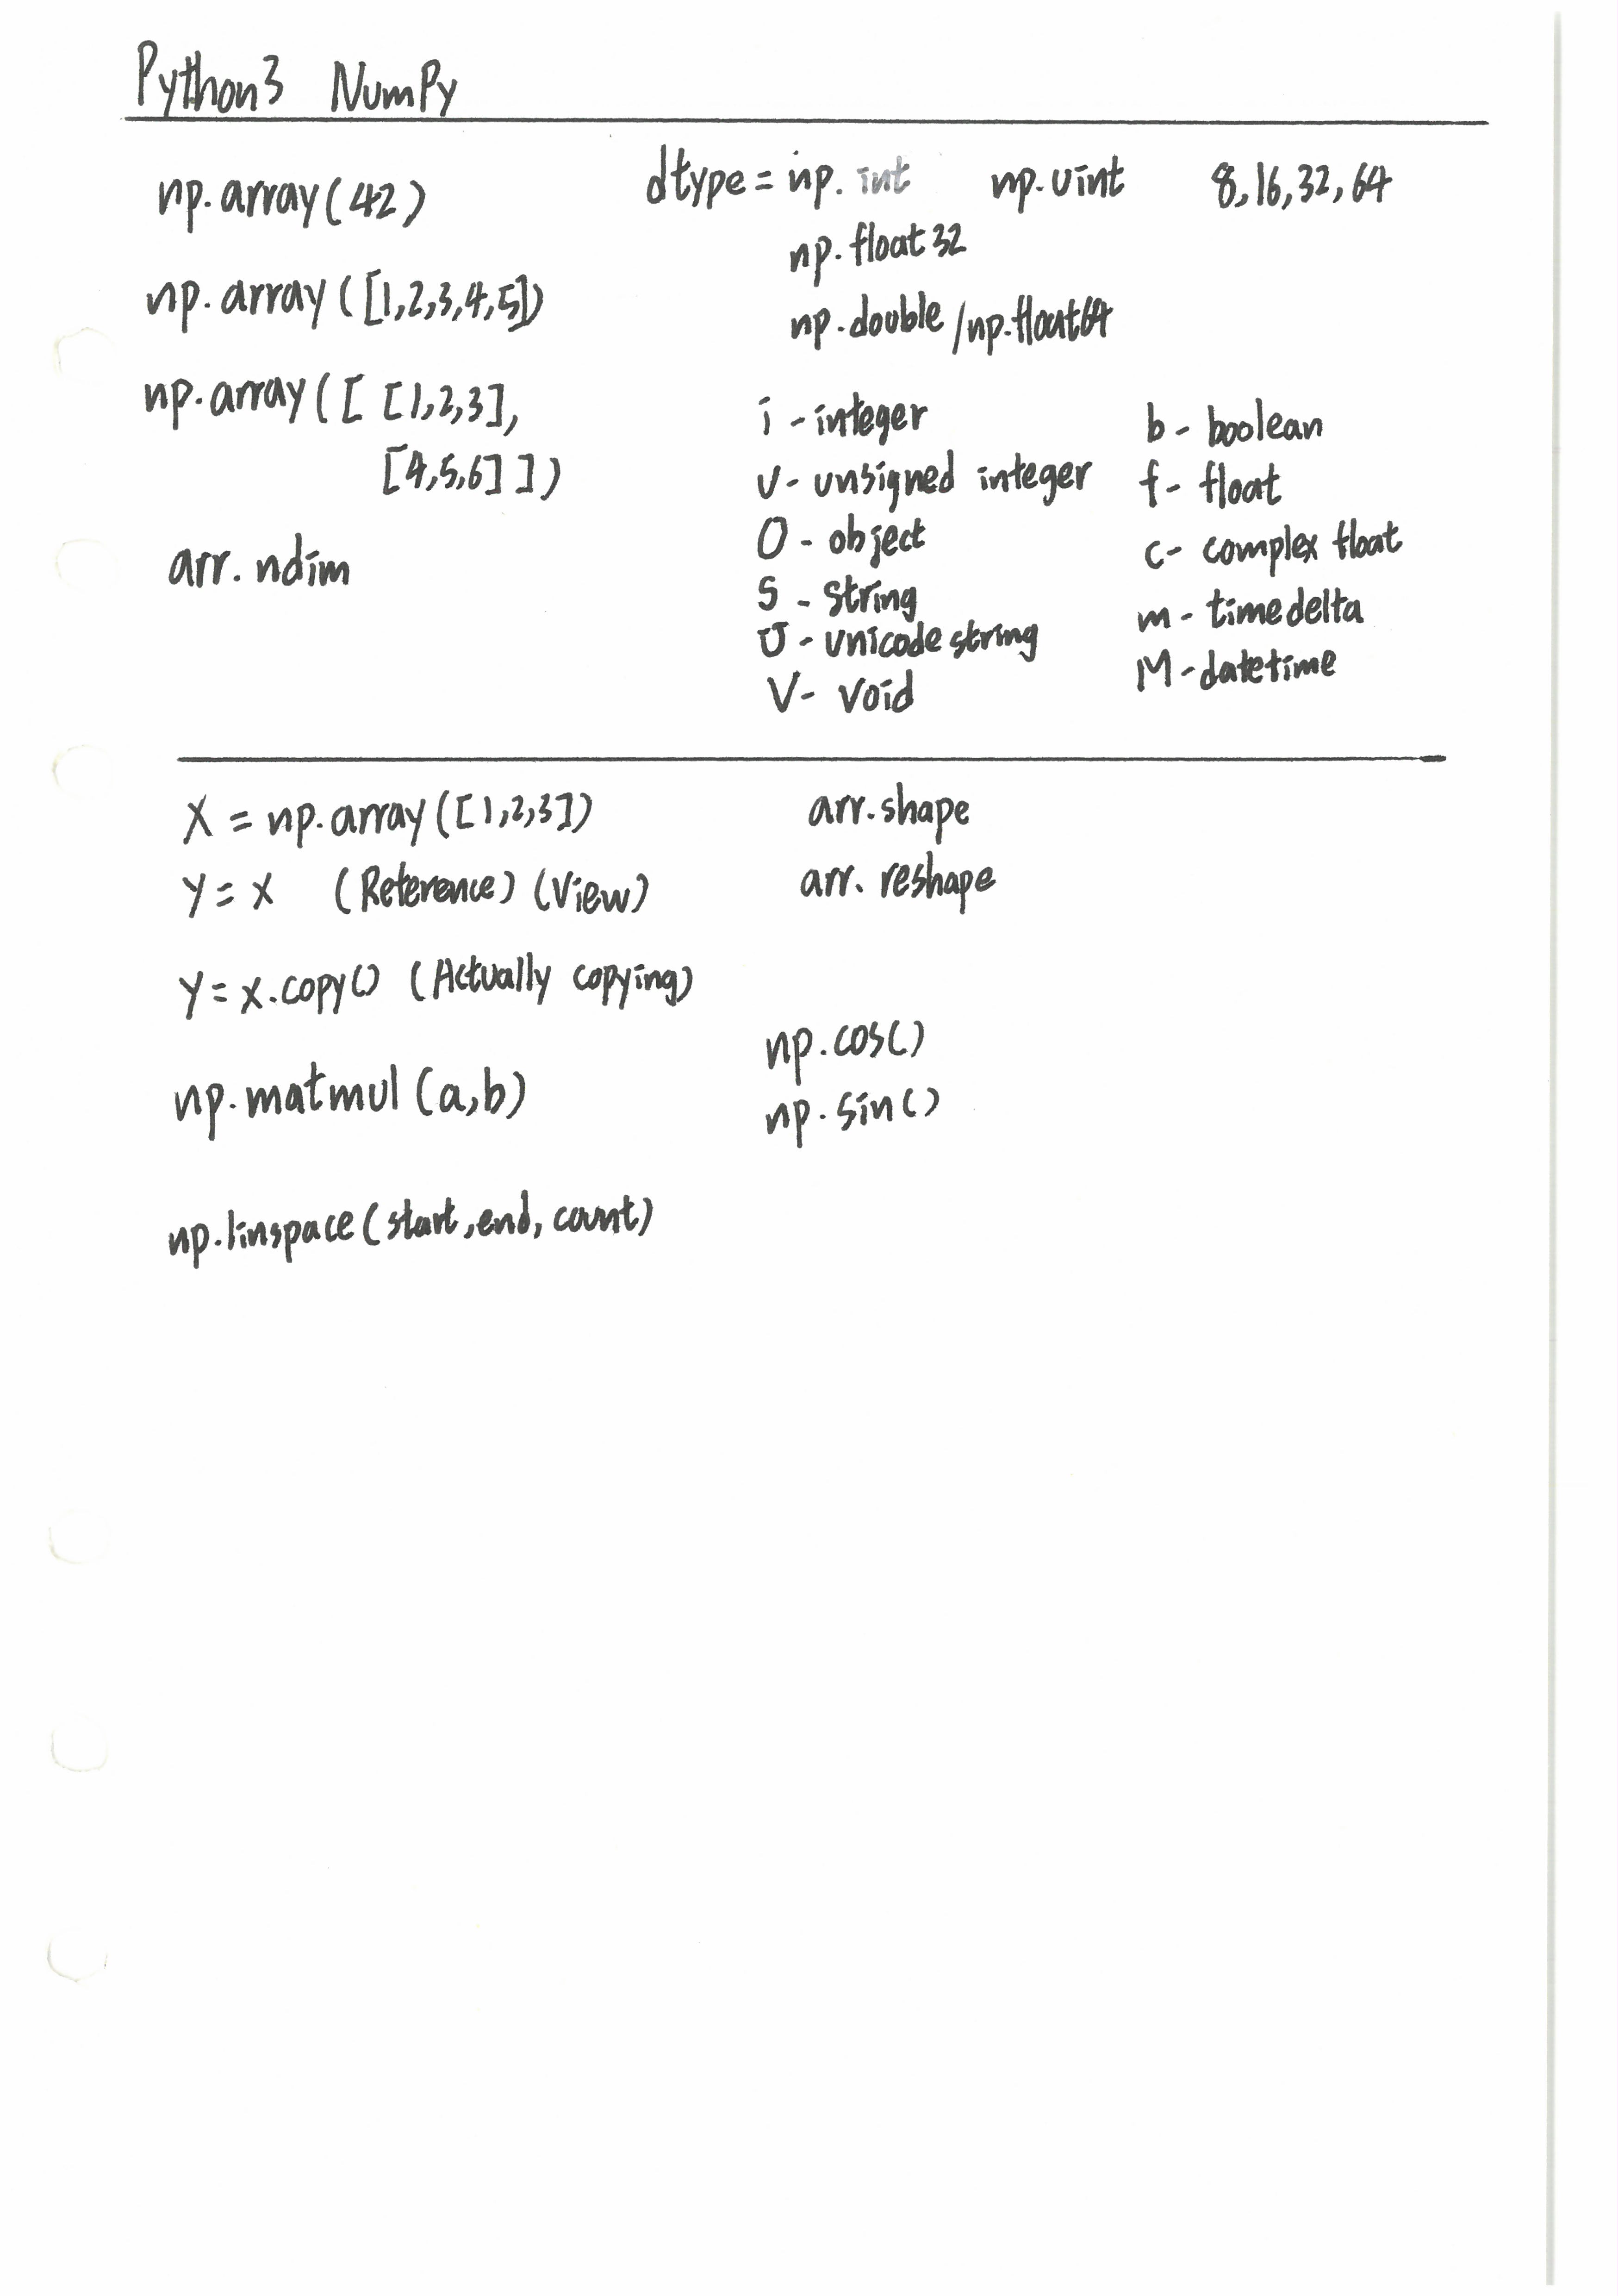 Python3 NumPy
np.array(42)
np.array([1,2,3,4,5])
np.array([ [1,2,3],
[4,5,6] ])
arr.ndim
dtype = np.int np.uint 8,16,32,64
np.float32
np.double/np.float64
i - integer
u - unsigned integer
O - object
S - string
U - unicode string
V - void
b - boolean
f - float
c - complex float
m - timedelta
M - datetime
X = np.array([1,2,3])
Y = X (Reference) (View)
Y = x.copy() (Actually copying)
np.matmul(a,b)
np.linspace(start,end,count)
arr.shape
arr.reshape
np.cos()
np.sin()